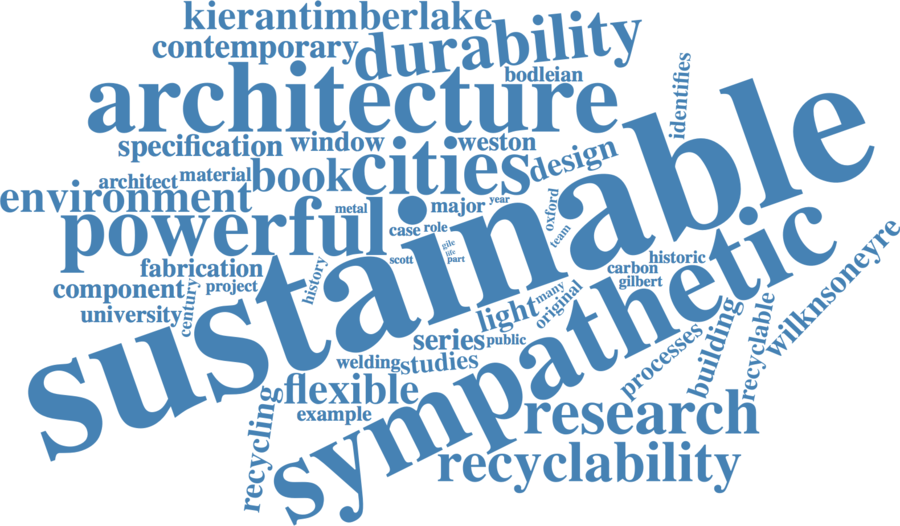 kierantimberlake
contemporary
durability
bodleian
identifies
architecture
specification
window
weston
sustainable
architect
material
book
cities
design
environment
powerful
metal
major
year
oxford
case
role
team
gile
life
part
scott
sympathetic
wilknsoneyre
fabrication
history
historic
carbon
gilbert
component
century
project
university
light
many
original
series
public
processes
building
recyclable
welding
studies
flexible
example
recycling
research
recyclability